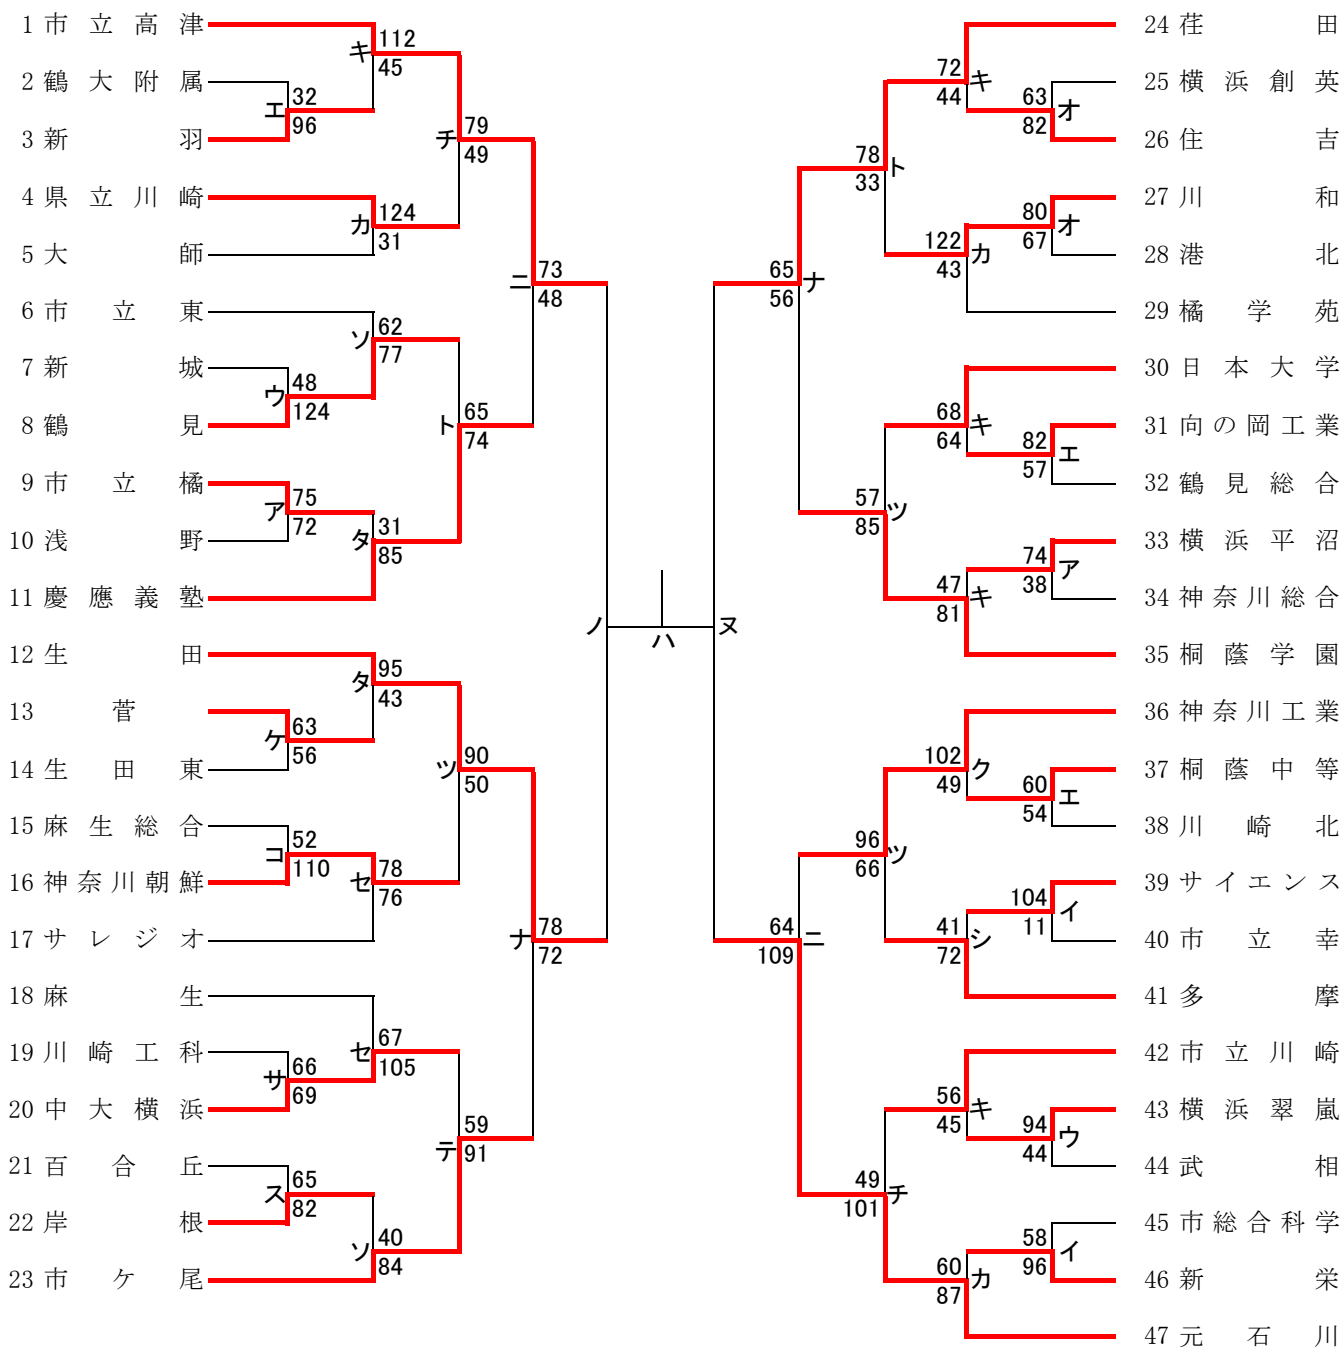 1 市立高津
2 鶴大附属
3 新羽
4 県立川崎
5 大師
6 市立東
7 新城
8 鶴見
9 市立橘
10 浅野
11 慶應義塾
12 生田
13 菅
14 生田東
15 麻生総合
16 神奈川朝鮮
17 サレジオ
18 麻生
19 川崎工科
20 中大横浜
21 百合丘
22 岸根
23 市ケ尾
エ 32
96
ウ 48
124
ア 75
72
ケ 63
56
コ 52
110
サ 66
69
ス 65
82
キ 112
45
カ 124
31
ソ 62
77
タ 31
85
タ 95
43
セ 78
76
セ 67
105
ソ 40
84
チ 79
49
ト 65
74
ツ 90
50
テ 59
91
ニ 73
48
ナ 78
72
ノ
ハ
ヌ
65 ナ
56
64 ニ
109
78 ト
33
57 ツ
85
96 ツ
66
49 チ
101
72 キ
44
122 カ
43
68 キ
64
47 キ
81
102 ク
49
41 シ
72
56 キ
45
60 カ
87
63 オ
82
80 オ
67
82 エ
57
74 ア
38
60 エ
54
104 イ
11
94 ウ
44
58 イ
96
24 荏田
25 横浜創英
26 住吉
27 川和
28 港北
29 橘学苑
30 日本大学
31 向の岡工業
32 鶴見総合
33 横浜平沼
34 神奈川総合
35 桐蔭学園
36 神奈川工業
37 桐蔭中等
38 川崎北
39 サイエンス
40 市立幸
41 多摩
42 市立川崎
43 横浜翠嵐
44 武相
45 市総合科学
46 新栄
47 元石川